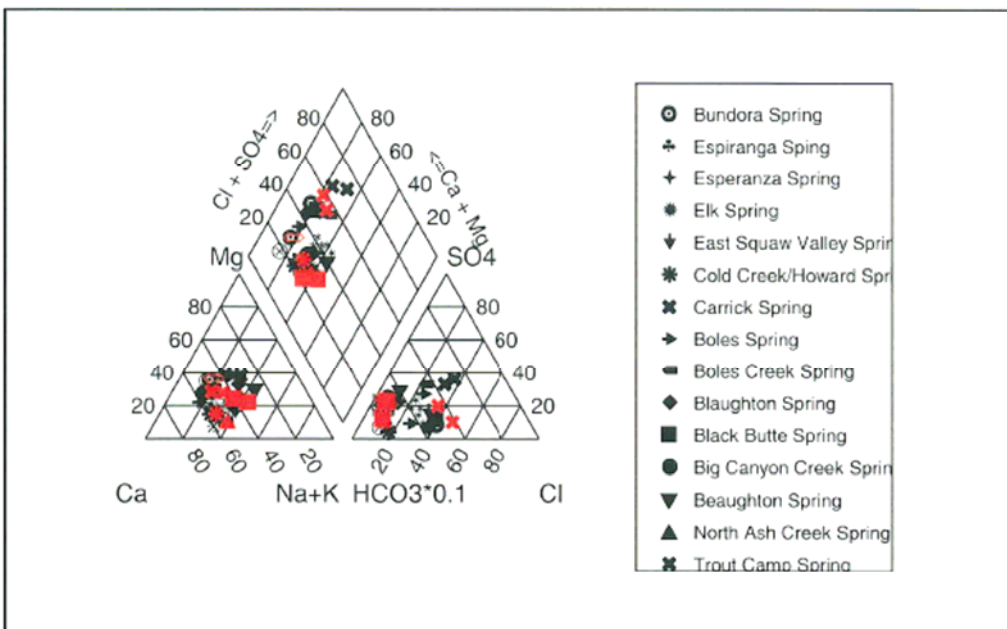 80 80
60 60
40 40
20 20
Cl + SO4=>
<=Ca + Mg
Mg SO4
80 80
60 60
40 40
20 20
80 60 40 20
20 40 60 80
Ca Na+K HCO3*0.1 Cl
Bundora Spring
Espiranga Sping
Esperanza Spring
Elk Spring
East Squaw Valley Sprin
Cold Creek/Howard Spri
Carrick Spring
Boles Spring
Boles Creek Spring
Blaughton Spring
Black Butte Spring
Big Canyon Creek Sprin
Beaughton Spring
North Ash Creek Spring
Trout Camp Spring